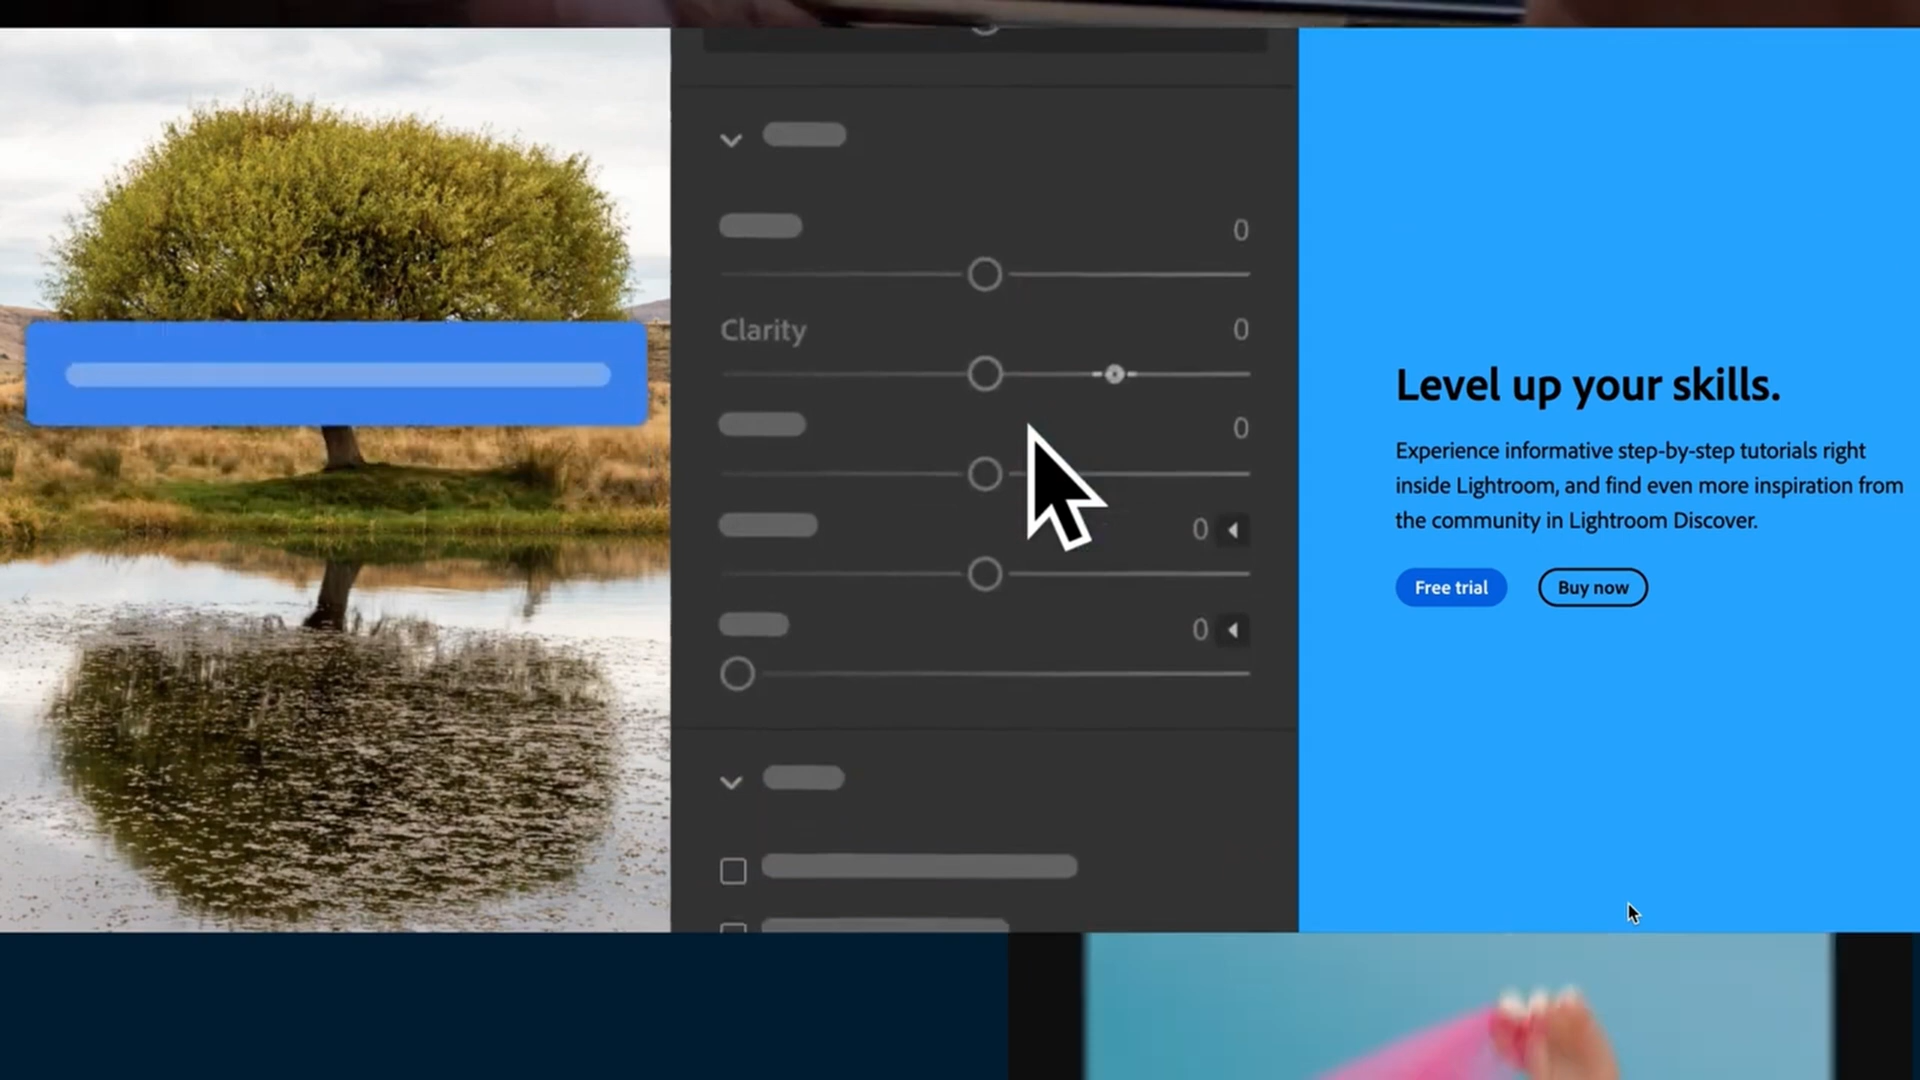 0
Clarity 0
0
0
0
Level up your skills.
Experience informative step-by-step tutorials right
inside Lightroom, and find even more inspiration from
the community in Lightroom Discover.
Free trial Buy now